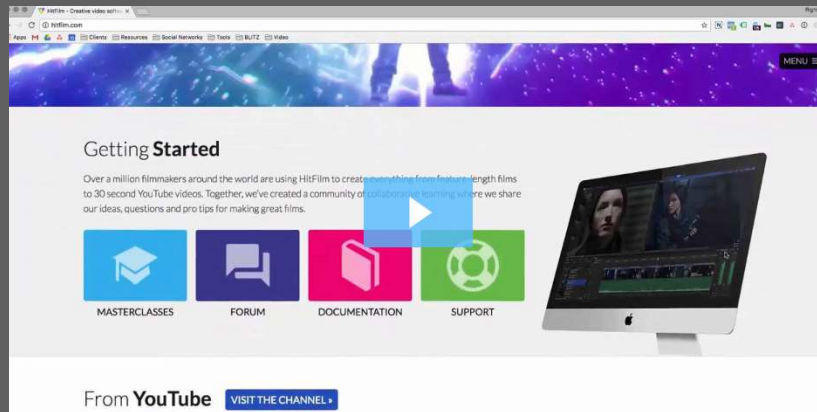 HitFilm - Creative video softw
Righ
hitfilm.com
Apps Clients Resources Social Networks Tools BLITZ Video
MENU
Getting Started
Over a million filmmakers around the world are using HitFilm to create everything from feature-length films
to 30 second YouTube videos. Together, we've created a community of collaborative learning where we share
our ideas, questions and pro tips for making great films.
MASTERCLASSES FORUM DOCUMENTATION SUPPORT
From YouTube VISIT THE CHANNEL »